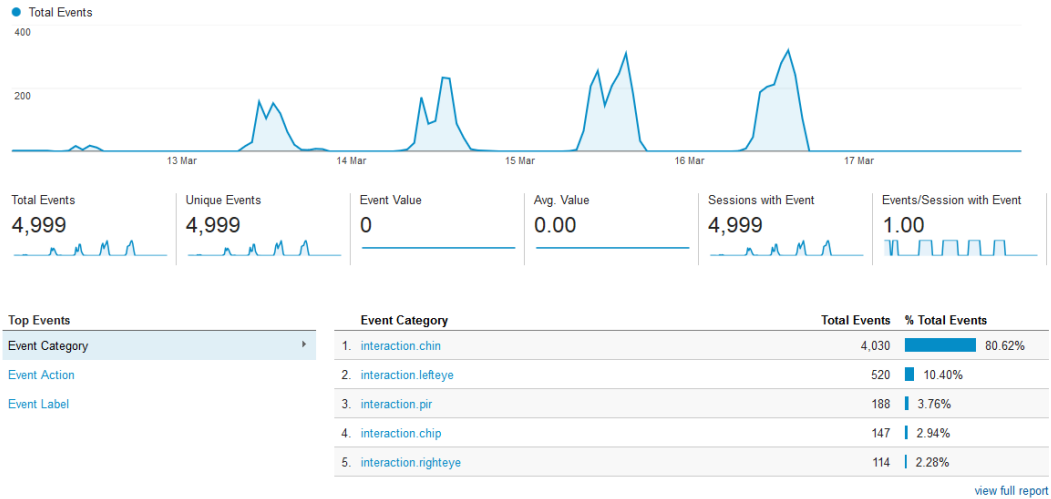 Total Events
400
200
13 Mar 14 Mar 15 Mar 16 Mar 17 Mar
Total Events Unique Events Event Value Avg. Value Sessions with Event Events/Session with Event
4,999 4,999 0 0.00 4,999 1.00
Top Events Event Category Total Events % Total Events
Event Category 1. interaction.chin 4,030 80.62%
Event Action 2. interaction.lefteye 520 10.40%
Event Label 3. interaction.pir 188 3.76%
4. interaction.chip 147 2.94%
5. interaction.righteye 114 2.28%
view full report